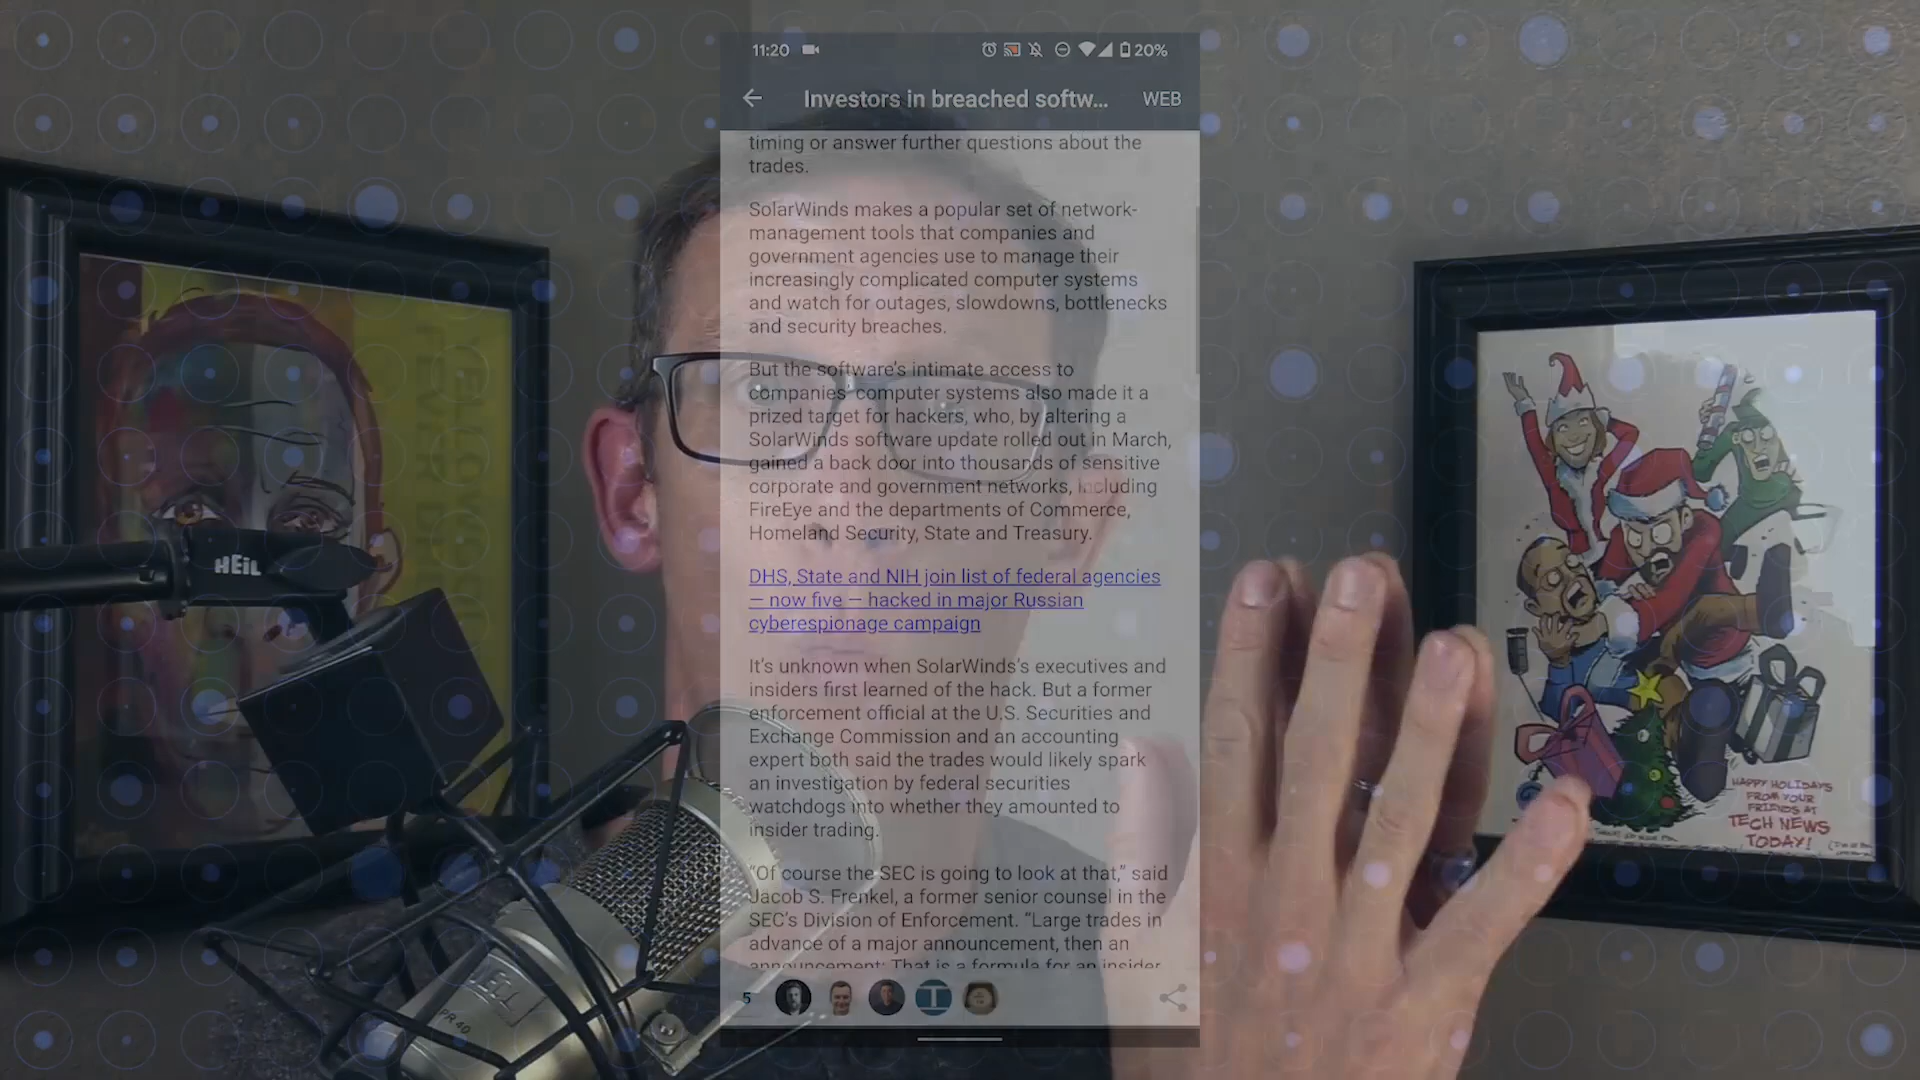 11:20
20%
Investors in breached softw...
WEB
timing or answer further questions about the
trades.
SolarWinds makes a popular set of network-
management tools that companies and
government agencies use to manage their
increasingly complicated computer systems
and watch for outages, slowdowns, bottlenecks
and security breaches.
But the software's intimate access to
companies' computer systems also made it a
prized target for hackers, who, by altering a
SolarWinds software update rolled out in March,
gained a back door into thousands of sensitive
corporate and government networks, including
FireEye and the departments of Commerce,
Homeland Security, State and Treasury.
DHS, State and NIH join list of federal agencies
— now five — hacked in major Russian
cyberespionage campaign
It's unknown when SolarWinds's executives and
insiders first learned of the hack. But a former
enforcement official at the U.S. Securities and
Exchange Commission and an accounting
expert both said the trades would likely spark
an investigation by federal securities
watchdogs into whether they amounted to
insider trading.
"Of course the SEC is going to look at that," said
Jacob S. Frenkel, a former senior counsel in the
SEC's Division of Enforcement. "Large trades in
advance of a major announcement, then an
announcement: That is a formula for an insider
5
HEiL
PR 40
HAPPY HOLIDAYS
FROM YOUR
FRIENDS AT
TECH NEWS
TODAY!